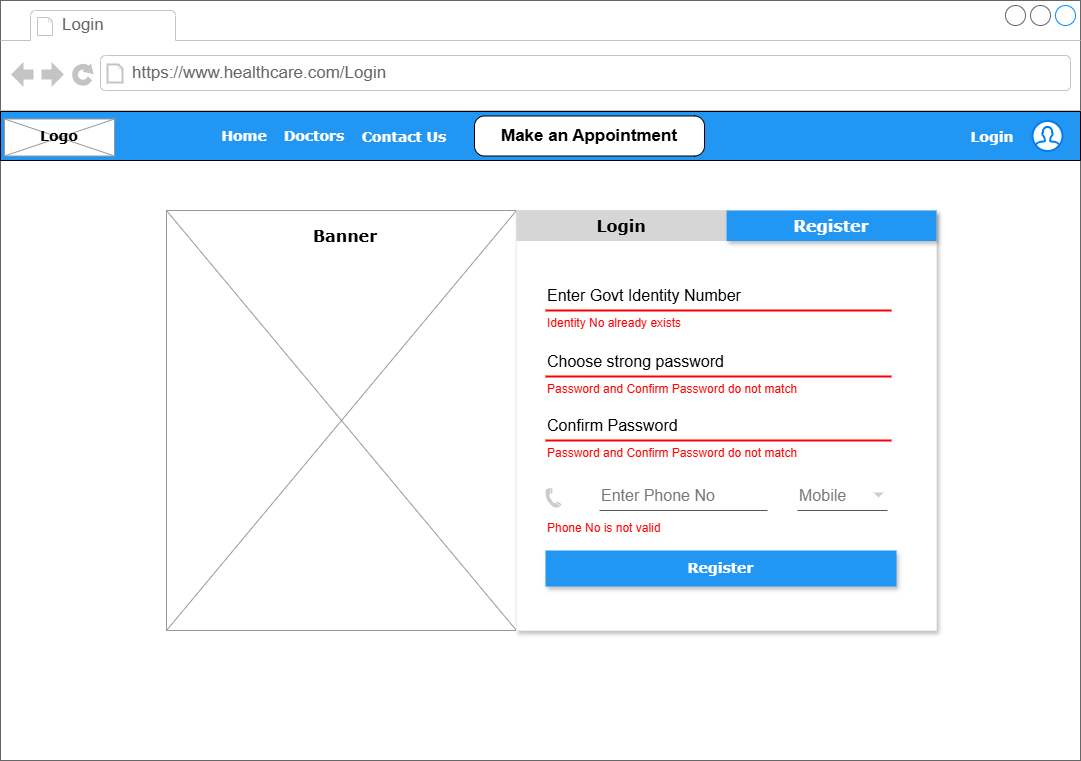 Login
https://www.healthcare.com/Login
Logo Home Doctors Contact Us Make an Appointment Login
Banner
Login Register
Enter Govt Identity Number
Identity No already exists
Choose strong password
Password and Confirm Password do not match
Confirm Password
Password and Confirm Password do not match
Enter Phone No Mobile
Phone No is not valid
Register